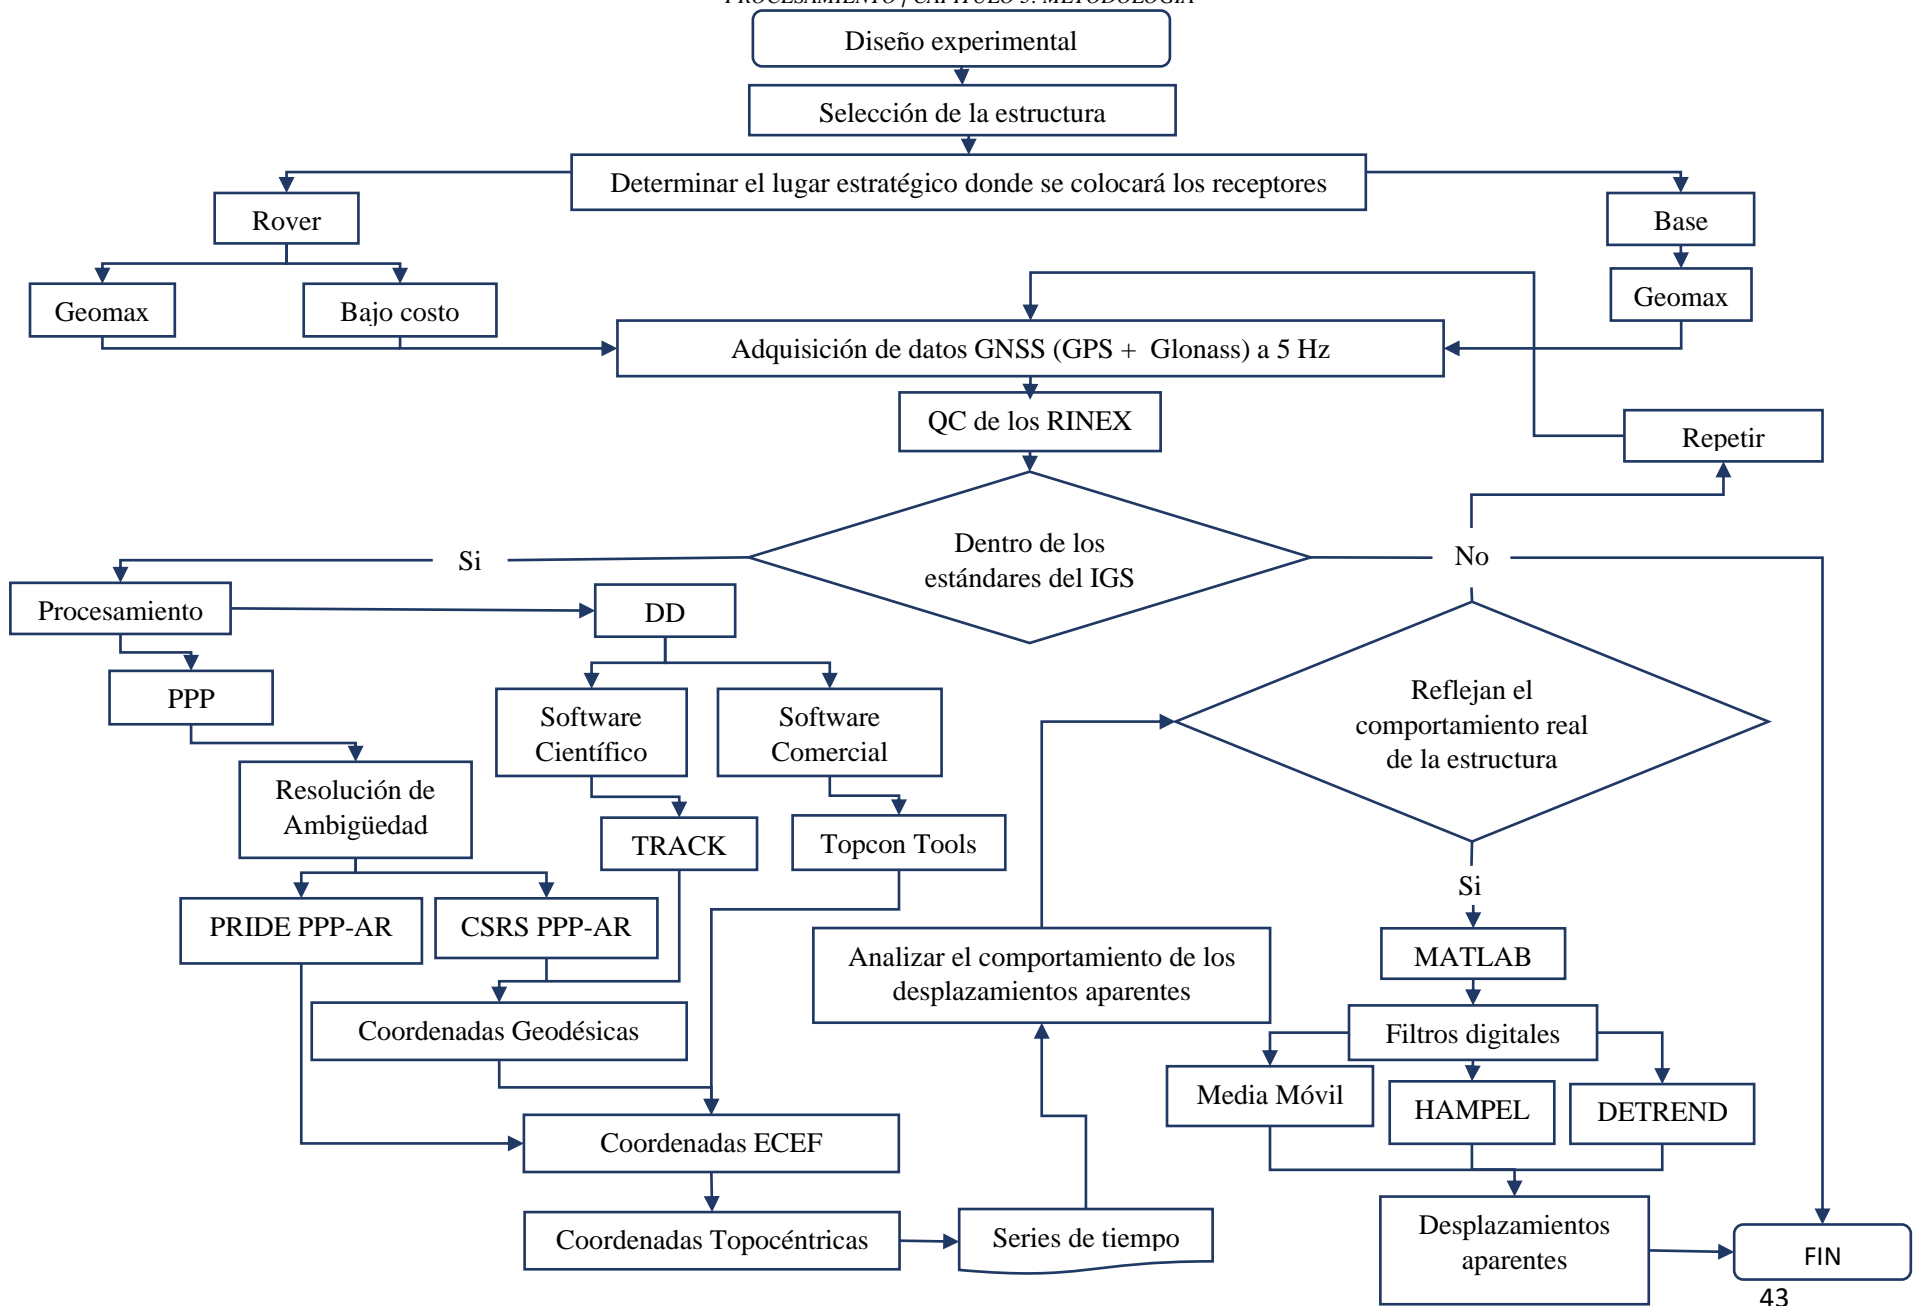 PROCESAMIENTO / CAPITULO 3: METODOLOGÍA
Diseño experimental
Selección de la estructura
Determinar el lugar estratégico donde se colocará los receptores
Rover
Base
Geomax
Bajo costo
Geomax
Adquisición de datos GNSS (GPS + Glonass) a 5 Hz
QC de los RINEX
Repetir
Dentro de los
estándares del IGS
Si
No
Procesamiento
DD
PPP
Software
Científico
Software
Comercial
Reflejan el
comportamiento real
de la estructura
Resolución de
Ambigüedad
TRACK
Topcon Tools
Si
PRIDE PPP-AR
CSRS PPP-AR
Analizar el comportamiento de los
desplazamientos aparentes
MATLAB
Coordenadas Geodésicas
Filtros digitales
Media Móvil
HAMPEL
DETREND
Coordenadas ECEF
Coordenadas Topocéntricas
Series de tiempo
Desplazamientos
aparentes
FIN
43